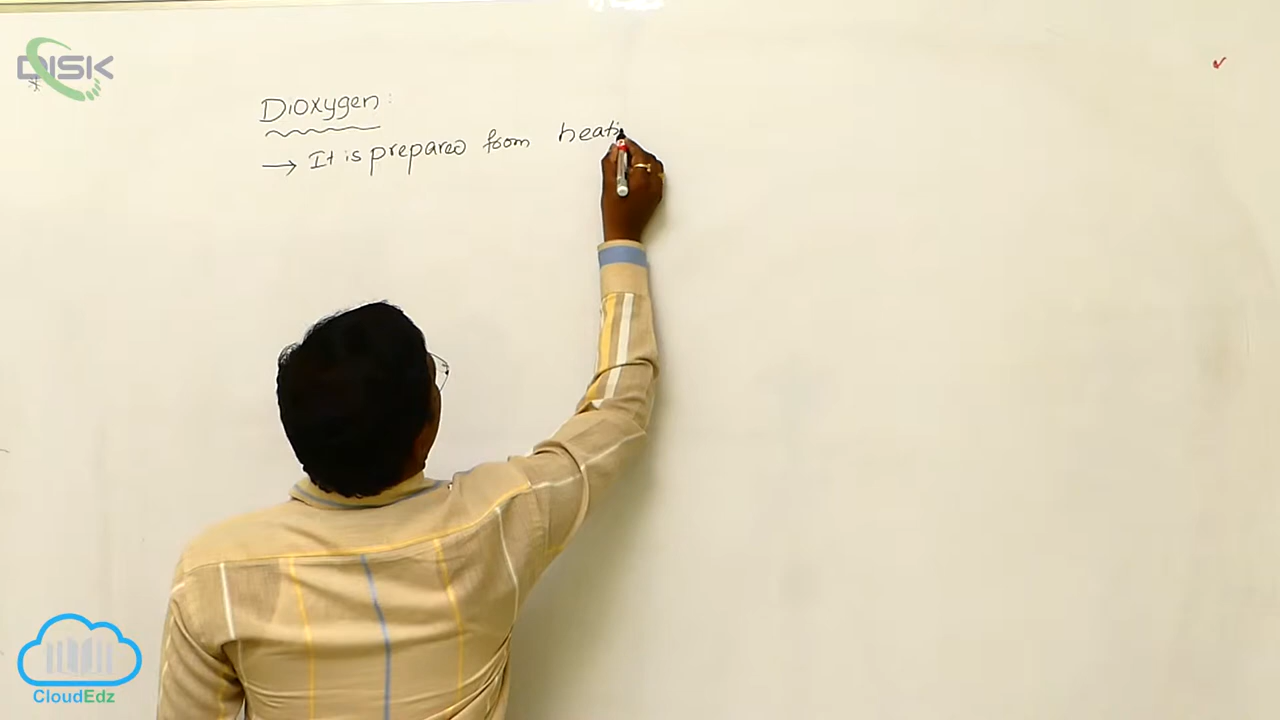 DISK
Dioxygen:
→ It is prepared from heati
CloudEdz